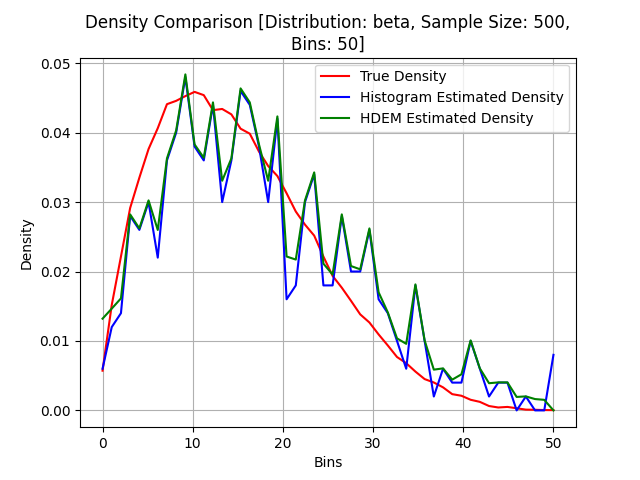 Density Comparison [Distribution: beta, Sample Size: 500,
Bins: 50]
True Density
Histogram Estimated Density
HDEM Estimated Density
Density
0.05
0.04
0.03
0.02
0.01
0.00
0 10 20 30 40 50
Bins